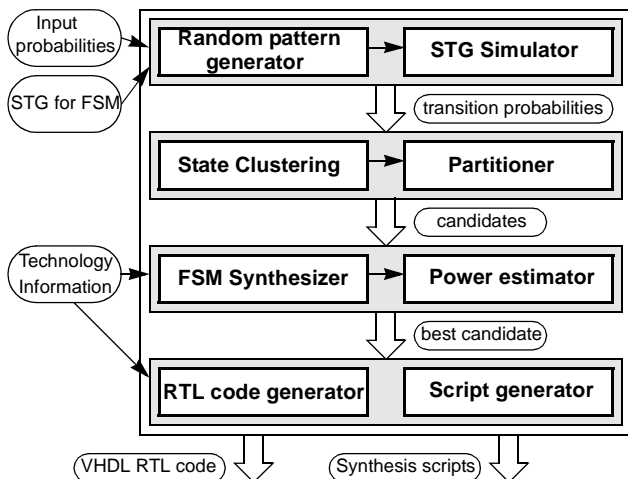 Input
probabilities
Random pattern
generator
STG Simulator
STG for FSM
transition probabilities
State Clustering
Partitioner
candidates
Technology
Information
FSM Synthesizer
Power estimator
best candidate
RTL code generator
Script generator
VHDL RTL code
Synthesis scripts